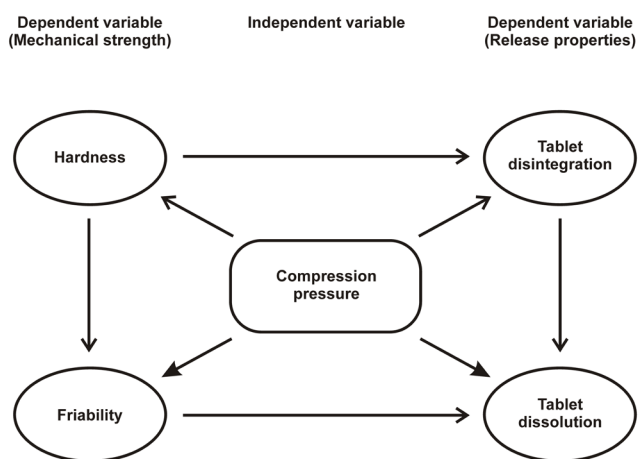 Dependent variable
(Mechanical strength)
Independent variable
Dependent variable
(Release properties)
Hardness
Tablet
disintegration
Compression
pressure
Friability
Tablet
dissolution